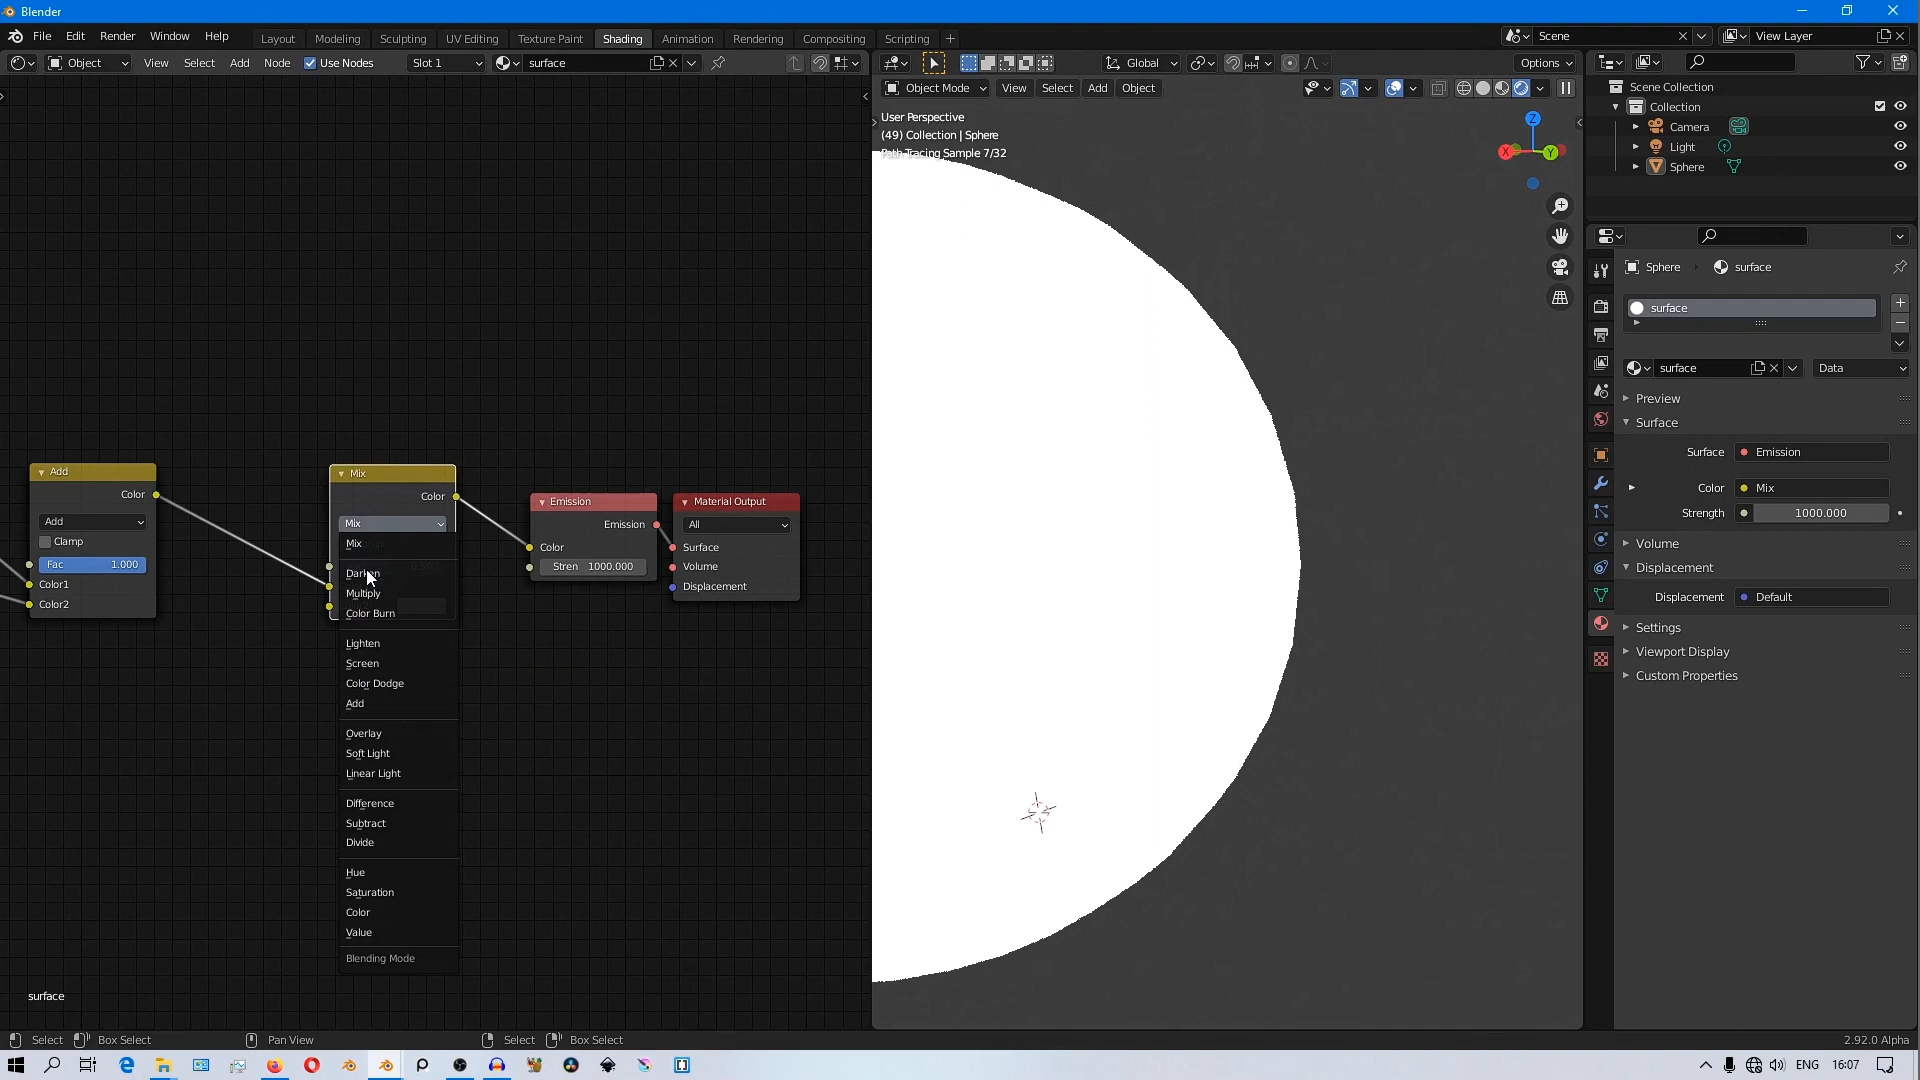 Blender
File Edit Render Window Help
Layout Modeling Sculpting UV Editing Texture Paint Shading Animation Rendering Compositing Scripting +
Scene
View Layer
Object View Select Add Node Use Nodes Slot 1 surface
Global
Options
Object Mode View Select Add Object
User Perspective
(49) Collection | Sphere
Path Tracing Sample 7/32
Z
X
Y
Scene Collection
Collection
Camera
Light
Sphere
Sphere surface
surface
surface
Data
Preview
Surface
Surface Emission
Color Mix
Strength 1000.000
Volume
Displacement
Displacement Default
Settings
Viewport Display
Custom Properties
Add
Color
Add
Clamp
Fac 1.000
Color1
Color2
Mix
Color
Mix
Mix
Darken
Multiply
Color Burn
Lighten
Screen
Color Dodge
Add
Overlay
Soft Light
Linear Light
Difference
Subtract
Divide
Hue
Saturation
Color
Value
Blending Mode
Emission
Emission
Color
Stren 1000.000
Material Output
All
Surface
Volume
Displacement
surface
Select Box Select Pan View Select Box Select
2.92.0 Alpha
ENG 16:07